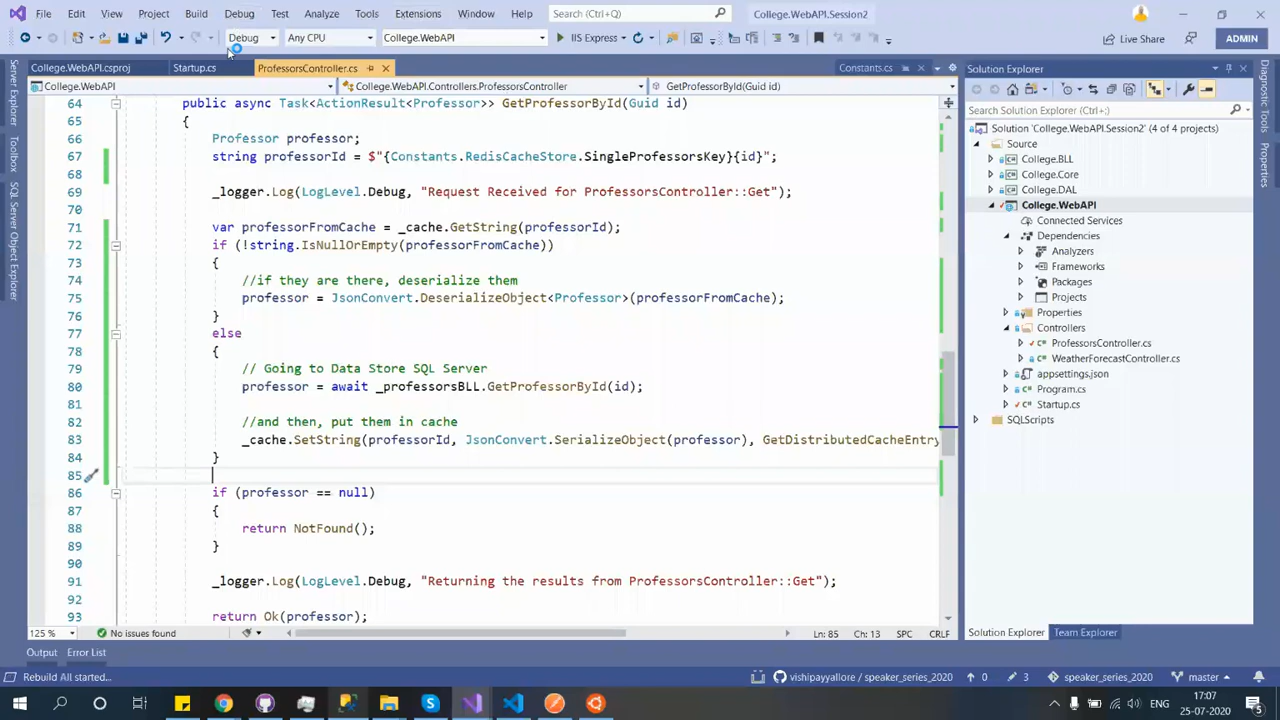 File Edit View Project Build Debug Test Analyze Tools Extensions Window Help Search (Ctrl+Q) College.WebAPI.Session2
Debug Any CPU College.WebAPI IIS Express Live Share ADMIN
College.WebAPI.csproj Startup.cs ProfessorsController.cs Constants.cs
College.WebAPI College.WebAPI.Controllers.ProfessorsController GetProfessorById(Guid id)
64 public async Task<ActionResult<Professor>> GetProfessorById(Guid id)
65 {
66 Professor professor;
67 string professorId = $"{Constants.RedisCacheStore.SingleProfessorsKey}{id}";
68
69 _logger.Log(LogLevel.Debug, "Request Received for ProfessorsController::Get");
70
71 var professorFromCache = _cache.GetString(professorId);
72 if (!string.IsNullOrEmpty(professorFromCache))
73 {
74 //if they are there, deserialize them
75 professor = JsonConvert.DeserializeObject<Professor>(professorFromCache);
76 }
77 else
78 {
79 // Going to Data Store SQL Server
80 professor = await _professorsBLL.GetProfessorById(id);
81
82 //and then, put them in cache
83 _cache.SetString(professorId, JsonConvert.SerializeObject(professor), GetDistributedCacheEntry
84 }
85
86 if (professor == null)
87 {
88 return NotFound();
89 }
90
91 _logger.Log(LogLevel.Debug, "Returning the results from ProfessorsController::Get");
92
93 return Ok(professor);
125 % No issues found Ln: 85 Ch: 13 SPC CRLF
Output Error List
Server Explorer
Toolbox
SQL Server Object Explorer
Solution Explorer
Search Solution Explorer (Ctrl+;)
Solution 'College.WebAPI.Session2' (4 of 4 projects)
Source
College.BLL
College.Core
College.DAL
College.WebAPI
Connected Services
Dependencies
Analyzers
Frameworks
Packages
Projects
Properties
Controllers
ProfessorsController.cs
WeatherForecastController.cs
appsettings.json
Program.cs
Startup.cs
SQLScripts
Solution Explorer Team Explorer
Diagnostic Tools
Properties
Rebuild All started... vishipayyallore / speaker_series_2020 0 3 speaker_series_2020 master 1
17:07
25-07-2020
5